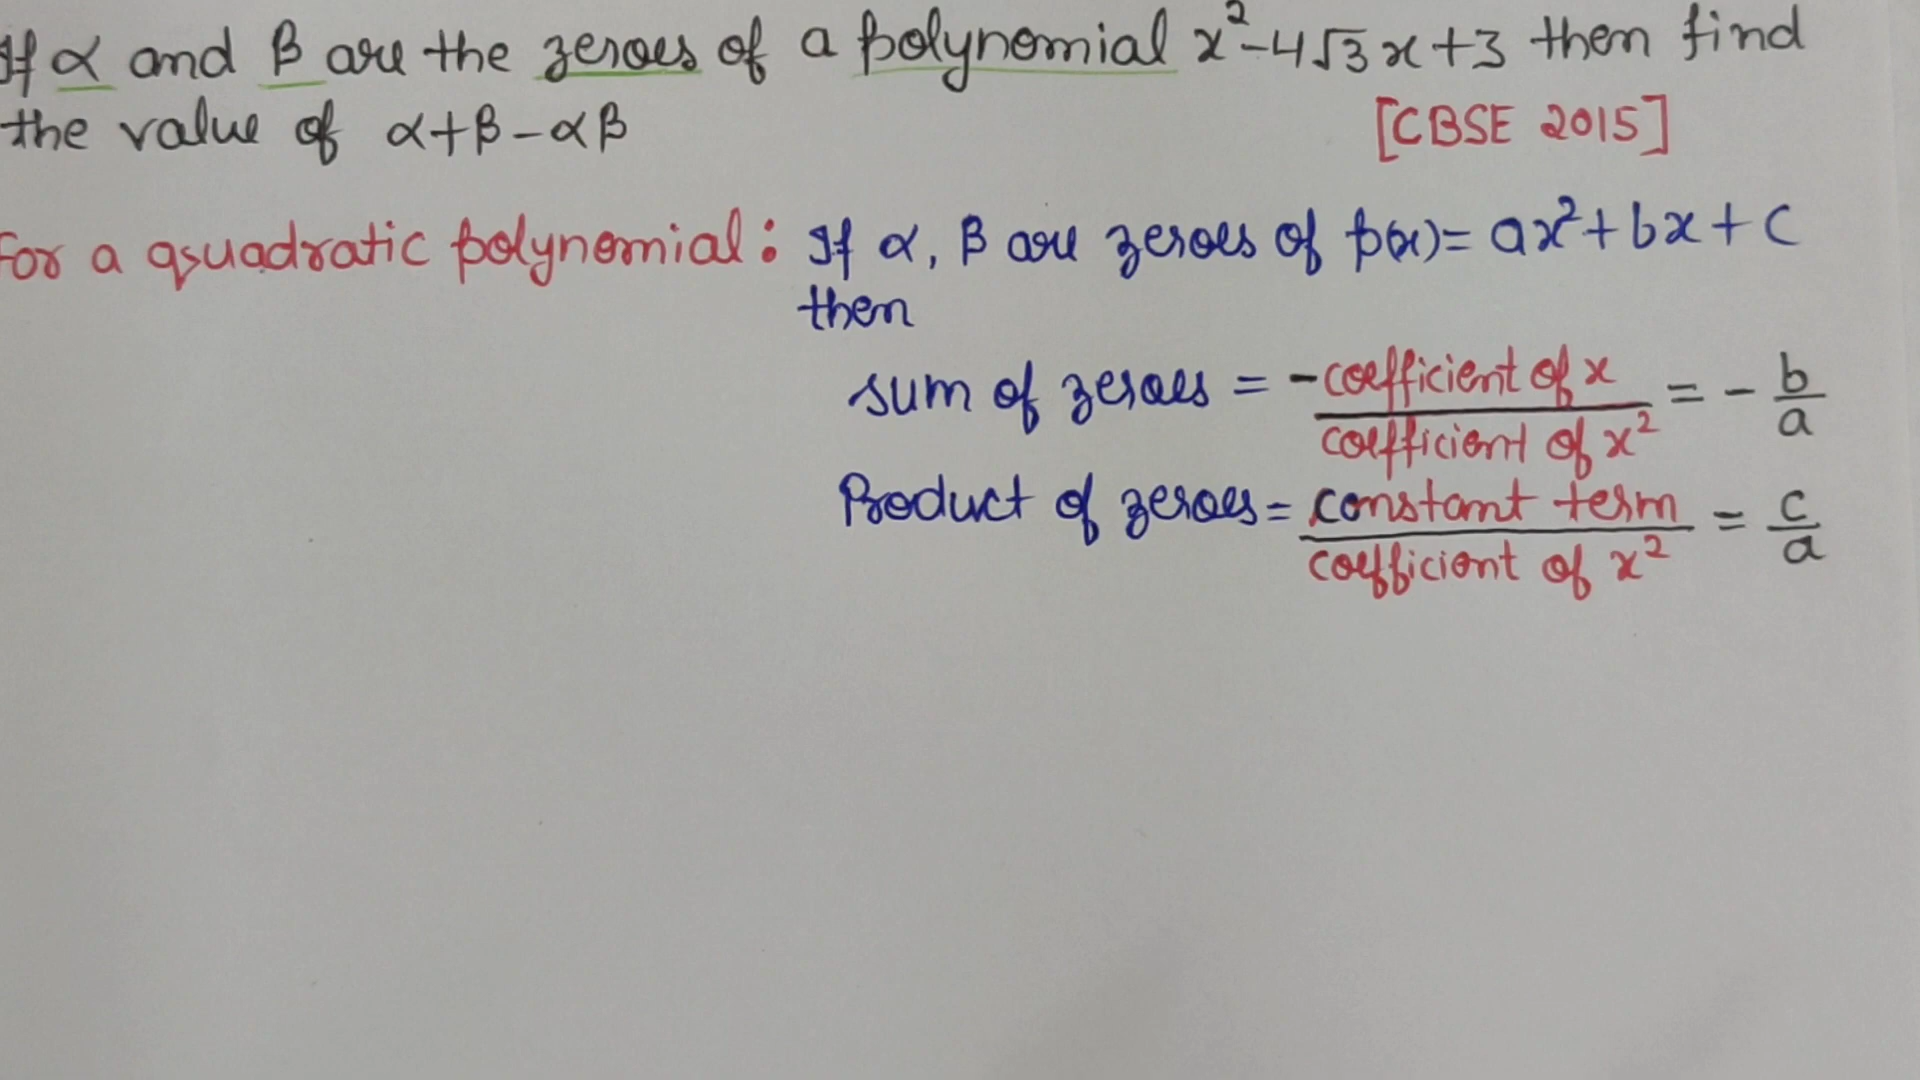 If α and β are the zeroes of a polynomial x²-4√3x+3 then find
the value of α+β-αβ [CBSE 2015]
For a quadratic polynomial: If α, β are zeroes of p(x)= ax²+bx+c
then
sum of zeroes = -coefficient of x / coefficient of x² = - b/a
Product of zeroes = constant term / coefficient of x² = c/a